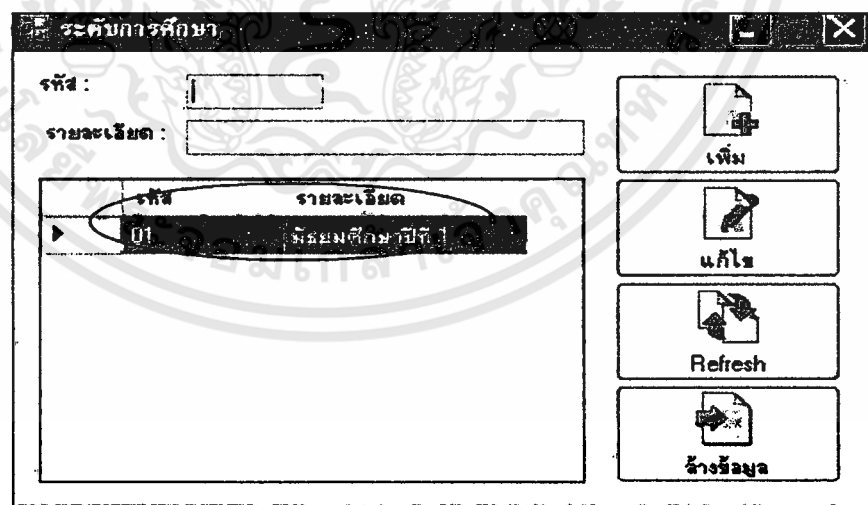 ระดับการศึกษา
รหัส :
รายละเอียด :
รหัส รายละเอียด
01 มัธยมศึกษาปีที่ 1
เพิ่ม
แก้ไข
Refresh
ล้างข้อมูล